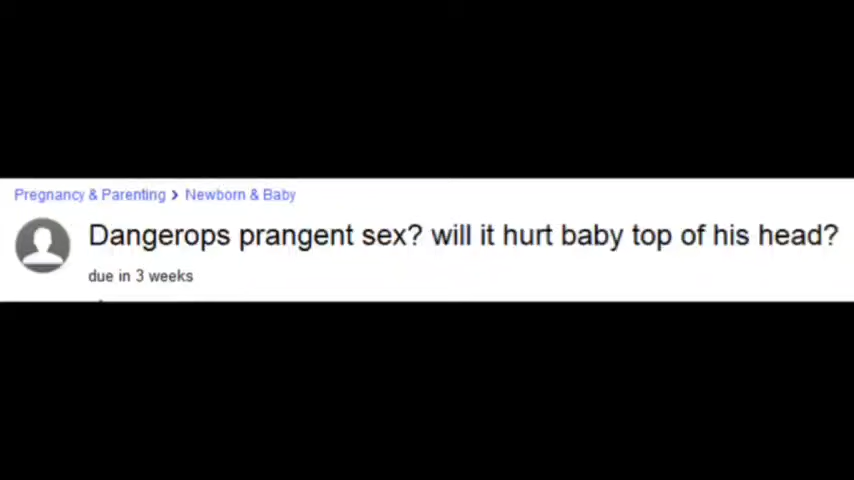 Pregnancy & Parenting > Newborn & Baby
Dangerops prangent sex? will it hurt baby top of his head?
due in 3 weeks